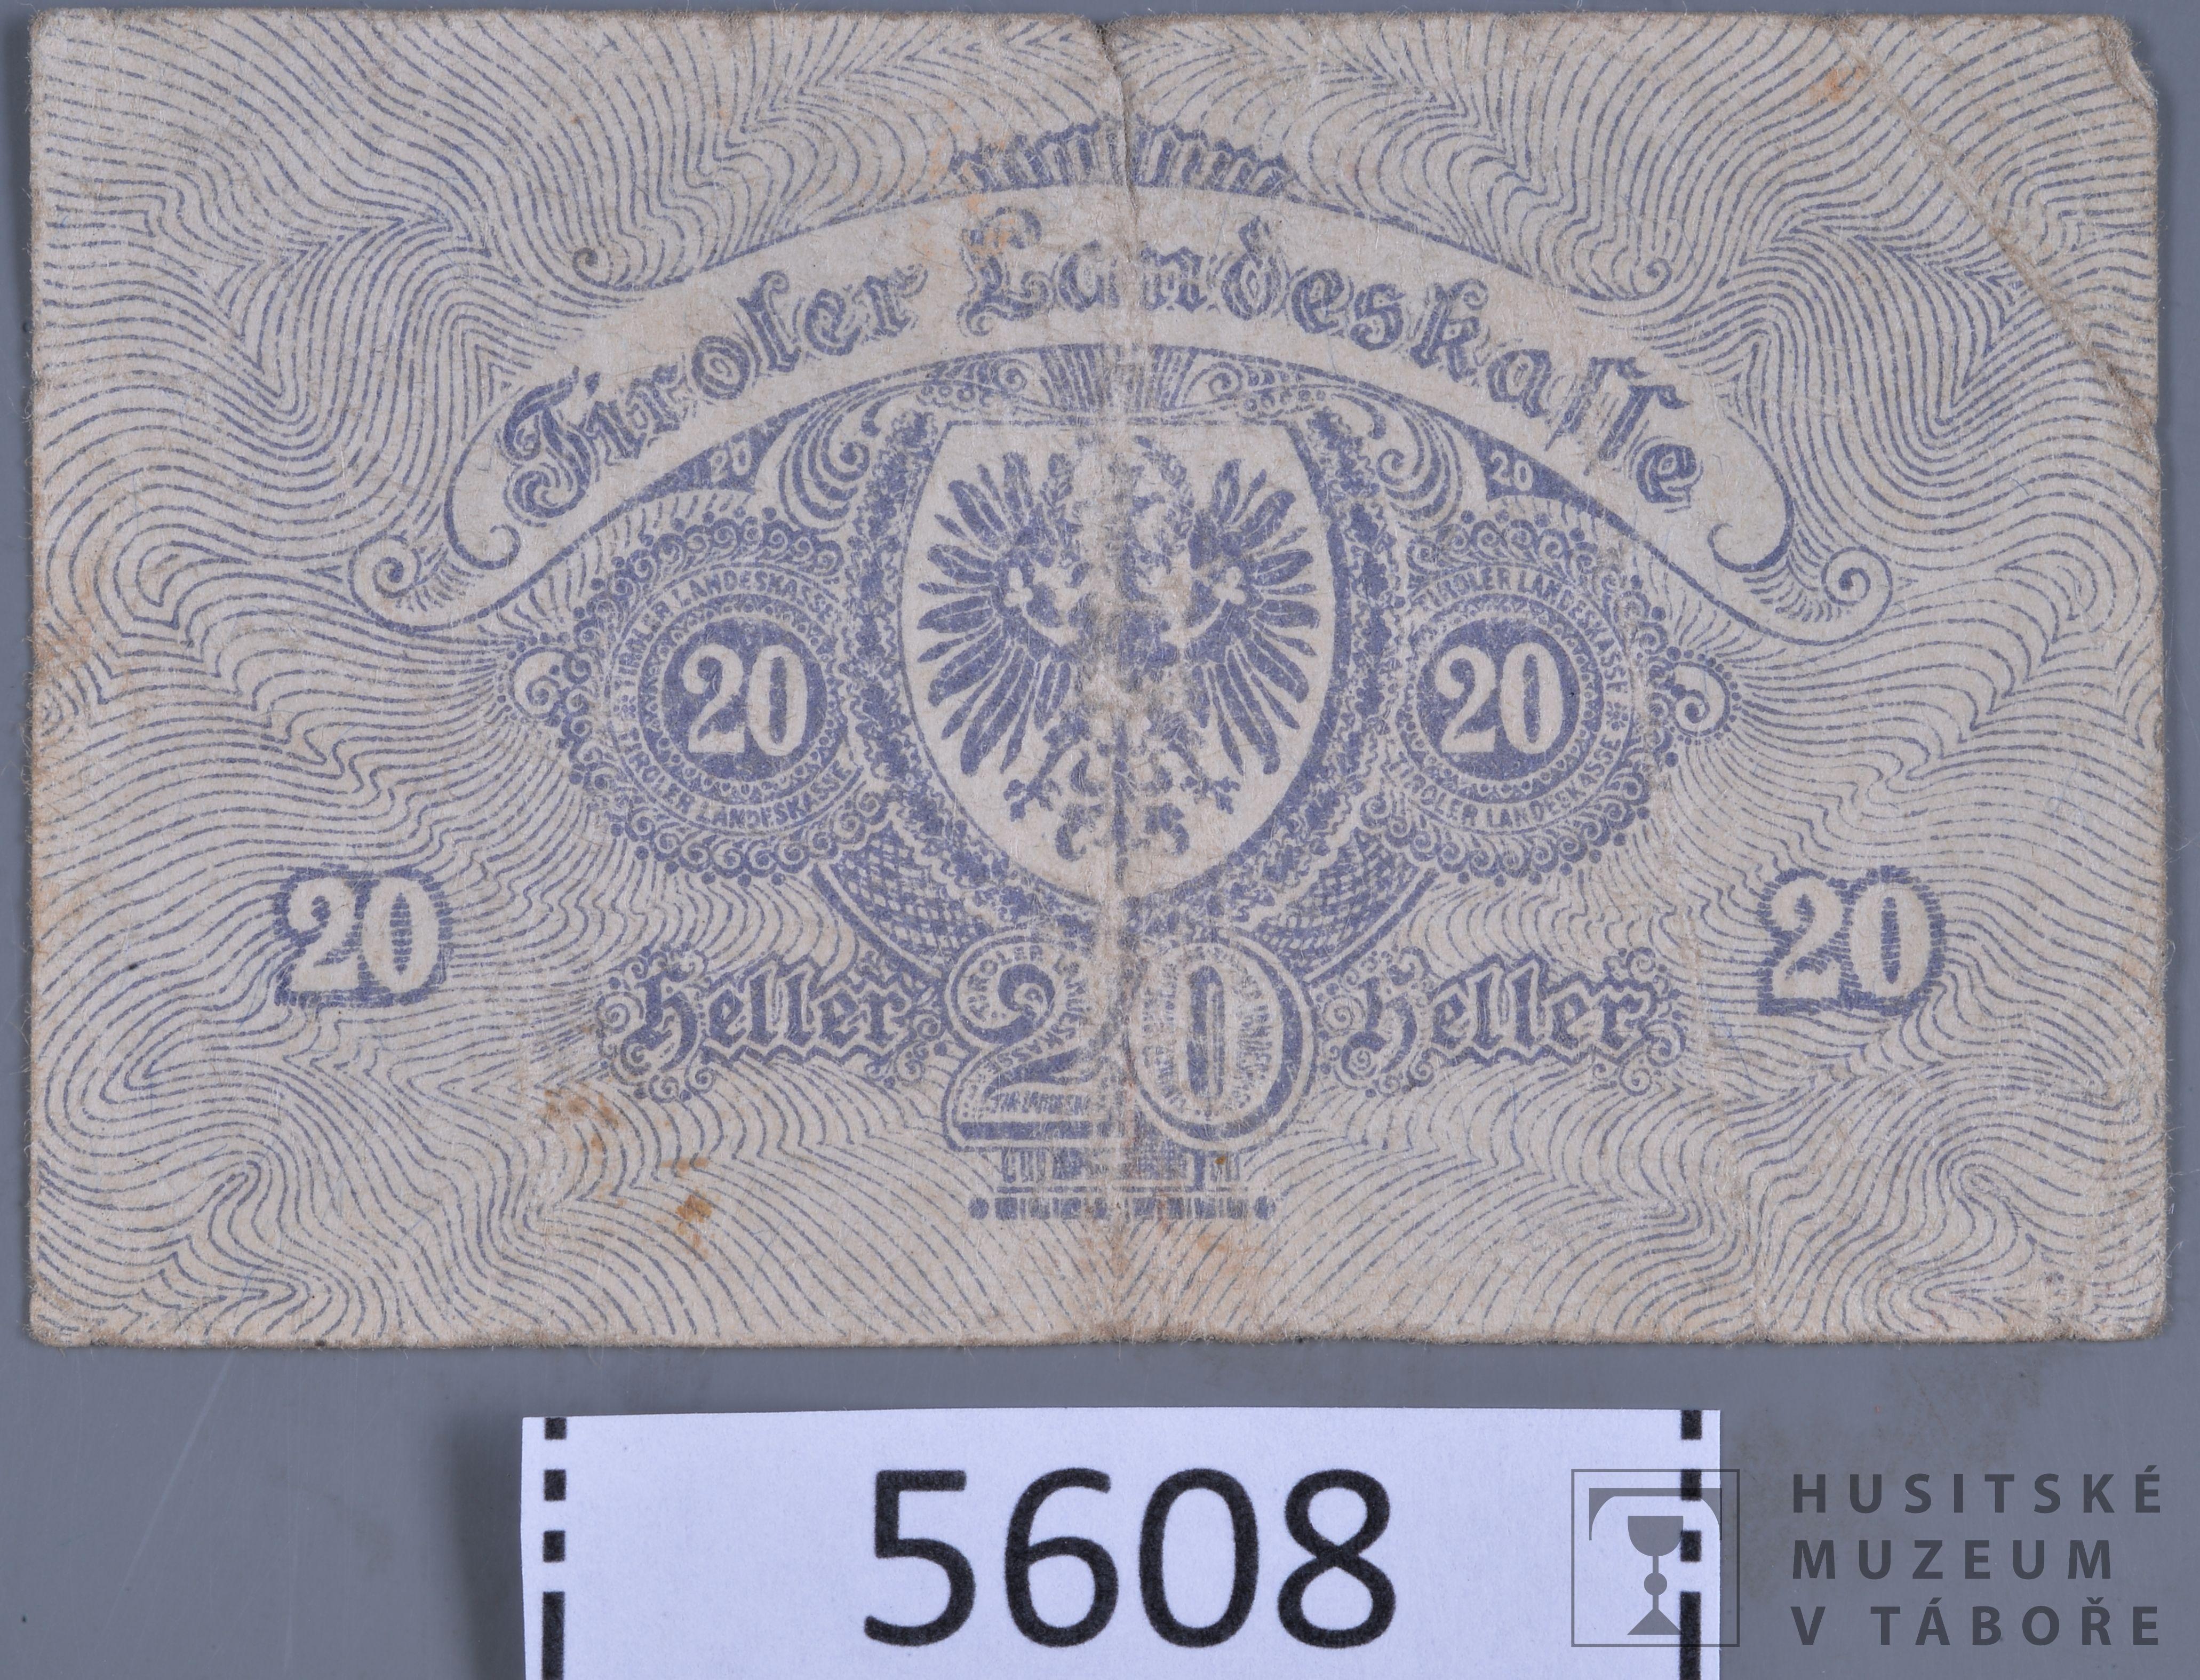 Tiroler Landeskasse
20 20
TIROLER LANDESKASSE TIROLER LANDESKASSE
20 20
TIROLER LANDESKASSE TIROLER LANDESKASSE
20 20
Heller 20 Heller
5608
HUSITSKÉ
MUZEUM
V TÁBOŘE